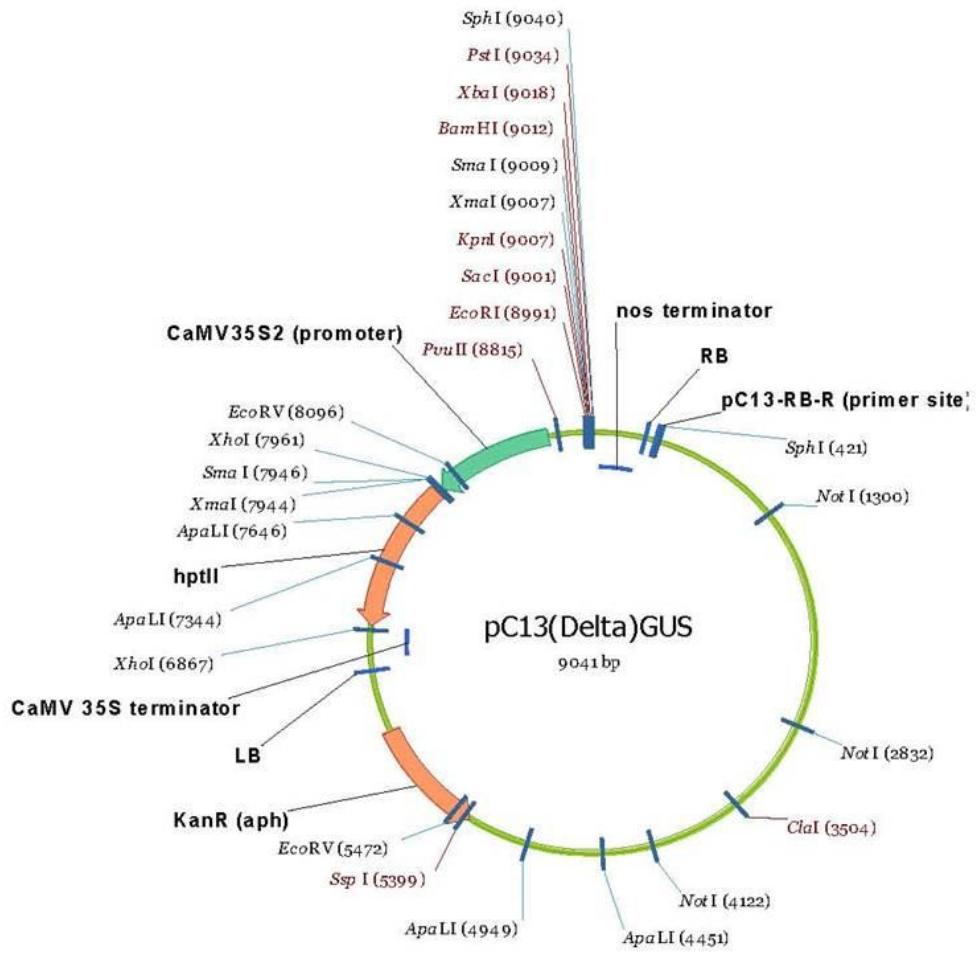 SphI (9040)
PstI (9034)
XbaI (9018)
BamHI (9012)
SmaI (9009)
XmaI (9007)
KpnI (9007)
SacI (9001)
EcoRI (8991)
PvuII (8815)
nos terminator
RB
pC13-RB-R (primer site)
SphI (421)
NotI (1300)
CaMV35S2 (promoter)
EcoRV (8096)
XhoI (7961)
SmaI (7946)
XmaI (7944)
ApaLI (7646)
hptII
ApaLI (7344)
XhoI (6867)
CaMV 35S terminator
LB
KanR (aph)
EcoRV (5472)
SspI (5399)
ApaLI (4949)
ApaLI (4451)
NotI (4122)
ClaI (3504)
NotI (2832)
pC13(Delta)GUS
9041 bp